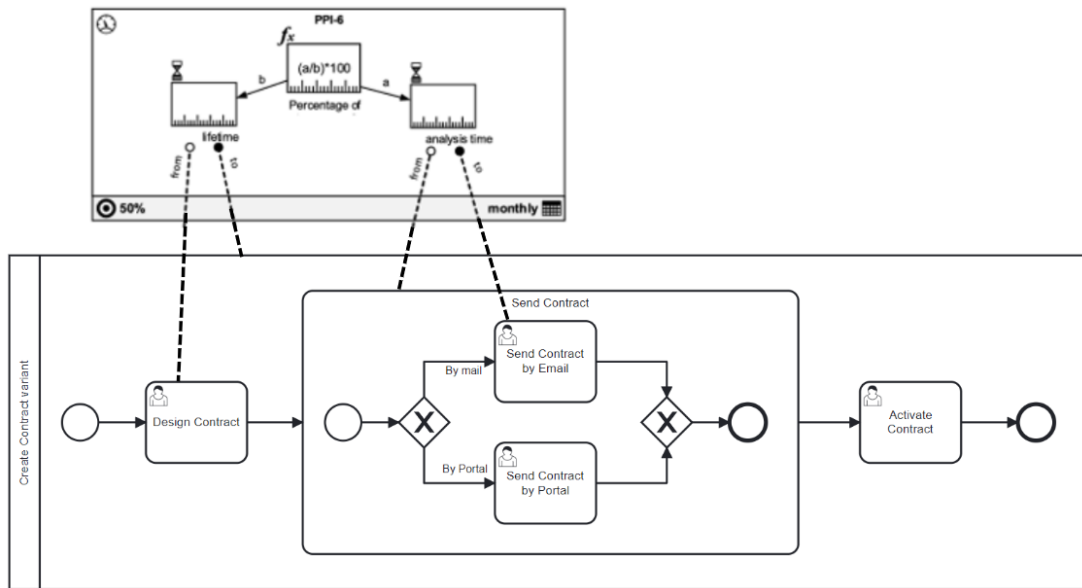 PPI-6
fx
(a/b)*100
b
a
Percentage of
lifetime
analysis time
from
to
from
to
50%
monthly
Create Contract variant
Send Contract
Design Contract
By mail
Send Contract
by Email
X
X
By Portal
Send Contract
by Portal
Activate
Contract